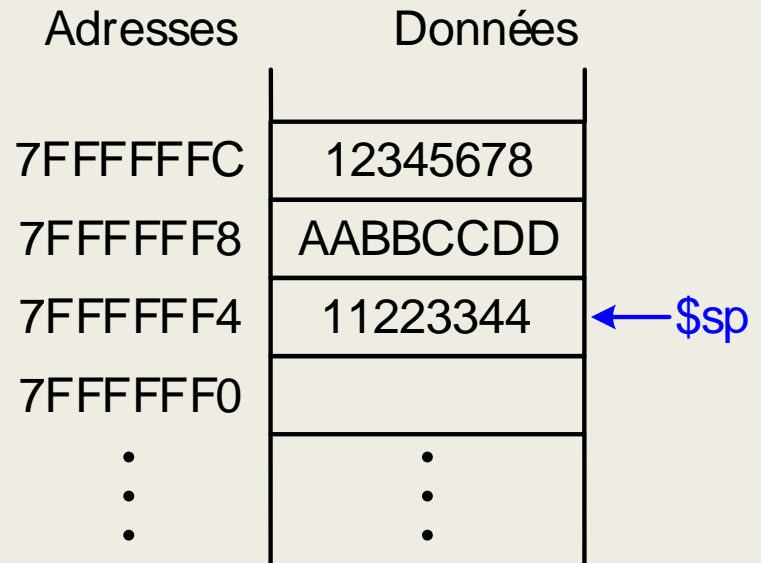 Adresses Données
7FFFFFFC 12345678
7FFFFFF8 AABBCCDD
7FFFFFF4 11223344 $sp
7FFFFFF0